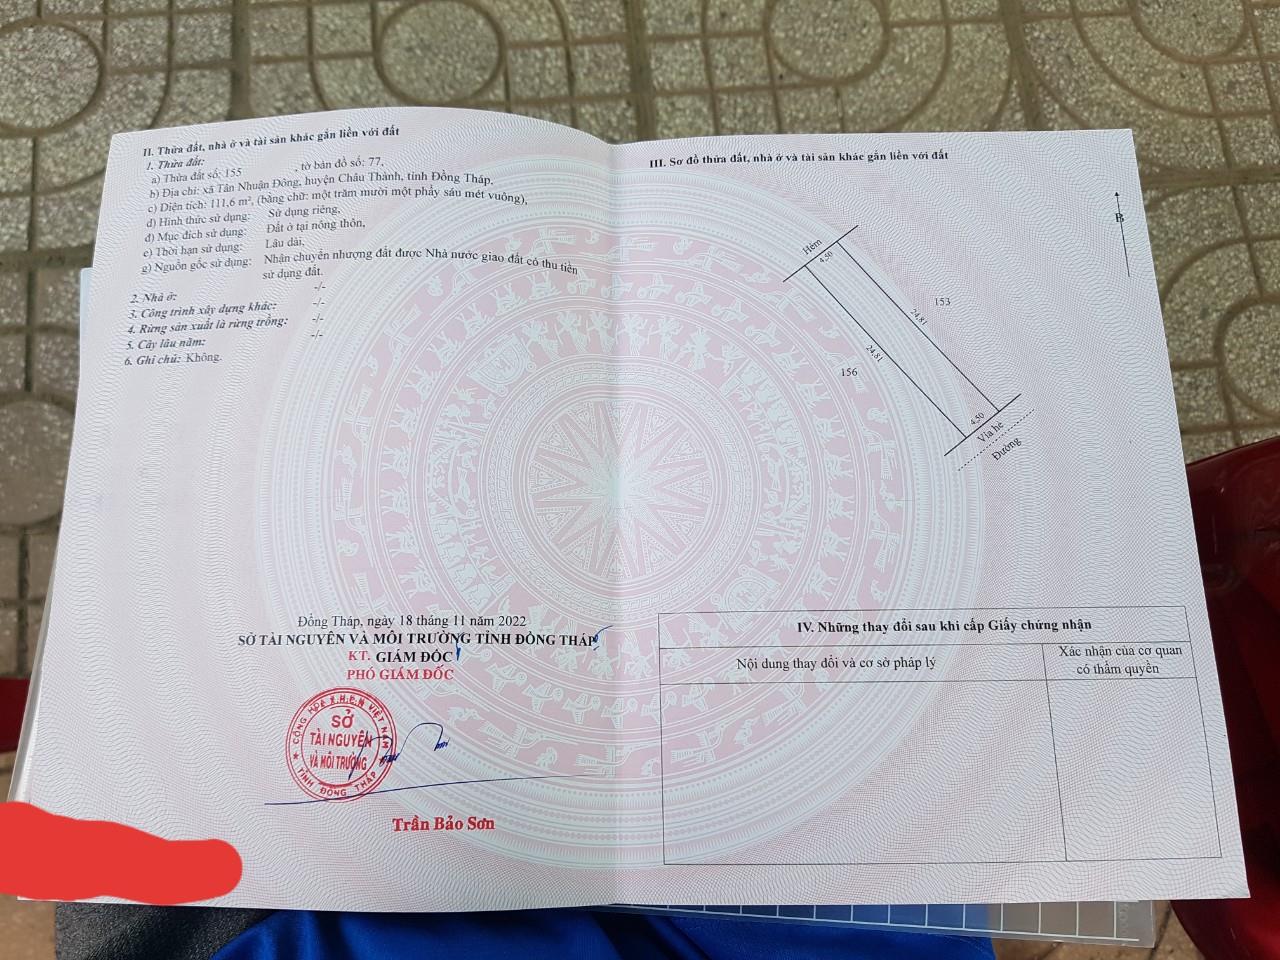 II. Thửa đất, nhà ở và tài sản khác gắn liền với đất
1. Thửa đất:
a) Thửa đất số: 155 , tờ bản đồ số: 77,
b) Địa chỉ: xã Tân Nhuận Đông, huyện Châu Thành, tỉnh Đồng Tháp,
c) Diện tích: 111,6 m², (bằng chữ: một trăm mười một phẩy sáu mét vuông),
d) Hình thức sử dụng: Sử dụng riêng,
đ) Mục đích sử dụng: Đất ở tại nông thôn,
e) Thời hạn sử dụng: Lâu dài,
g) Nguồn gốc sử dụng: Nhận chuyển nhượng đất được Nhà nước giao đất có thu tiền
sử dụng đất.
2. Nhà ở: -/-
3. Công trình xây dựng khác: -/-
4. Rừng sản xuất là rừng trồng: -/-
5. Cây lâu năm: -/-
6. Ghi chú: Không.
Đồng Tháp, ngày 18 tháng 11 năm 2022
SỞ TÀI NGUYÊN VÀ MÔI TRƯỜNG TỈNH ĐỒNG THÁP
KT. GIÁM ĐỐC
PHÓ GIÁM ĐỐC
CỘNG HÒA X.H.C.N VIỆT NAM
SỞ
TÀI NGUYÊN
VÀ MÔI TRƯỜNG
TỈNH ĐỒNG THÁP
Trần Bảo Sơn
III. Sơ đồ thửa đất, nhà ở và tài sản khác gắn liền với đất
B
Hẻm
4,50
153
24,81
24,81
156
4,50
Vỉa hè
Đường
IV. Những thay đổi sau khi cấp Giấy chứng nhận
Nội dung thay đổi và cơ sở pháp lý
Xác nhận của cơ quan
có thẩm quyền